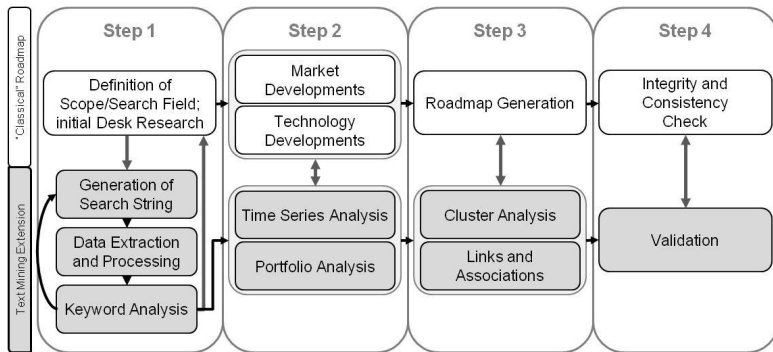 Step 1
Step 2
Step 3
Step 4
"Classical" Roadmap
Definition of
Scope/Search Field;
initial Desk Research
Market
Developments
Technology
Developments
Roadmap Generation
Integrity and
Consistency
Check
Text Mining Extension
Generation of
Search String
Data Extraction
and Processing
Keyword Analysis
Time Series Analysis
Portfolio Analysis
Cluster Analysis
Links and
Associations
Validation